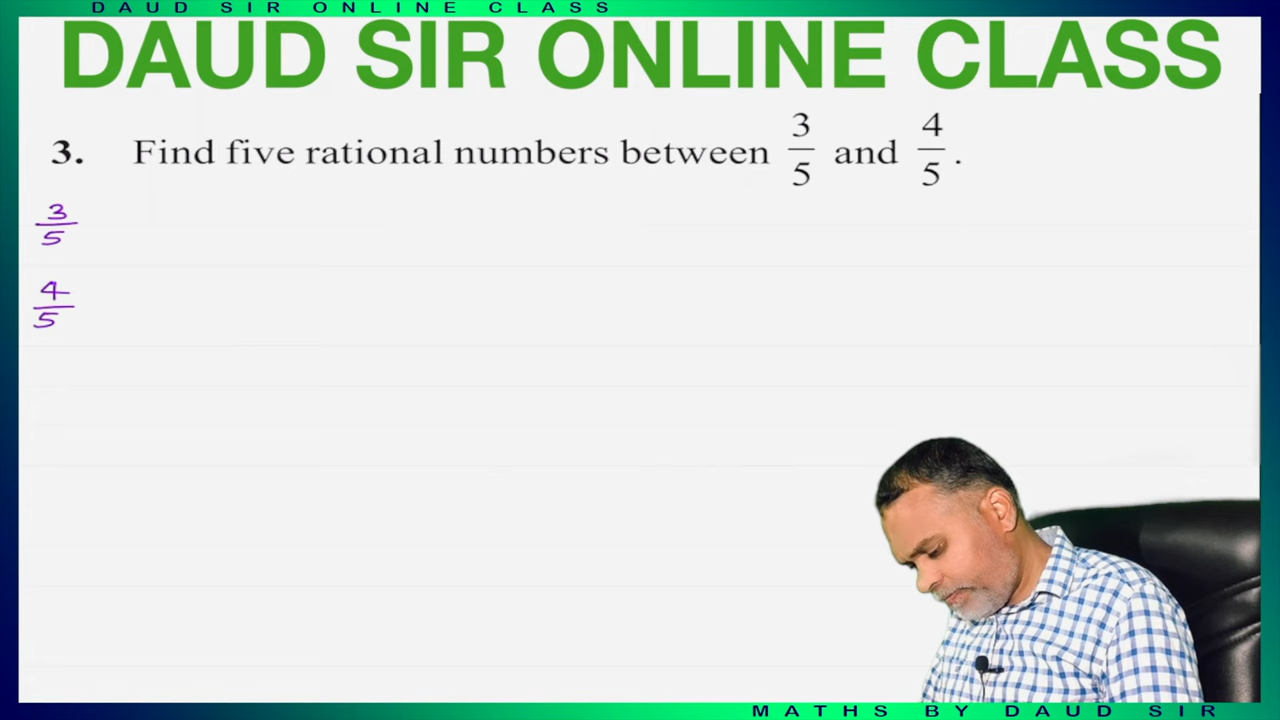 DAUD SIR ONLINE CLASS
DAUD SIR ONLINE CLASS
3. Find five rational numbers between 3/5 and 4/5.
3/5
4/5
MATHS BY DAUD SIR